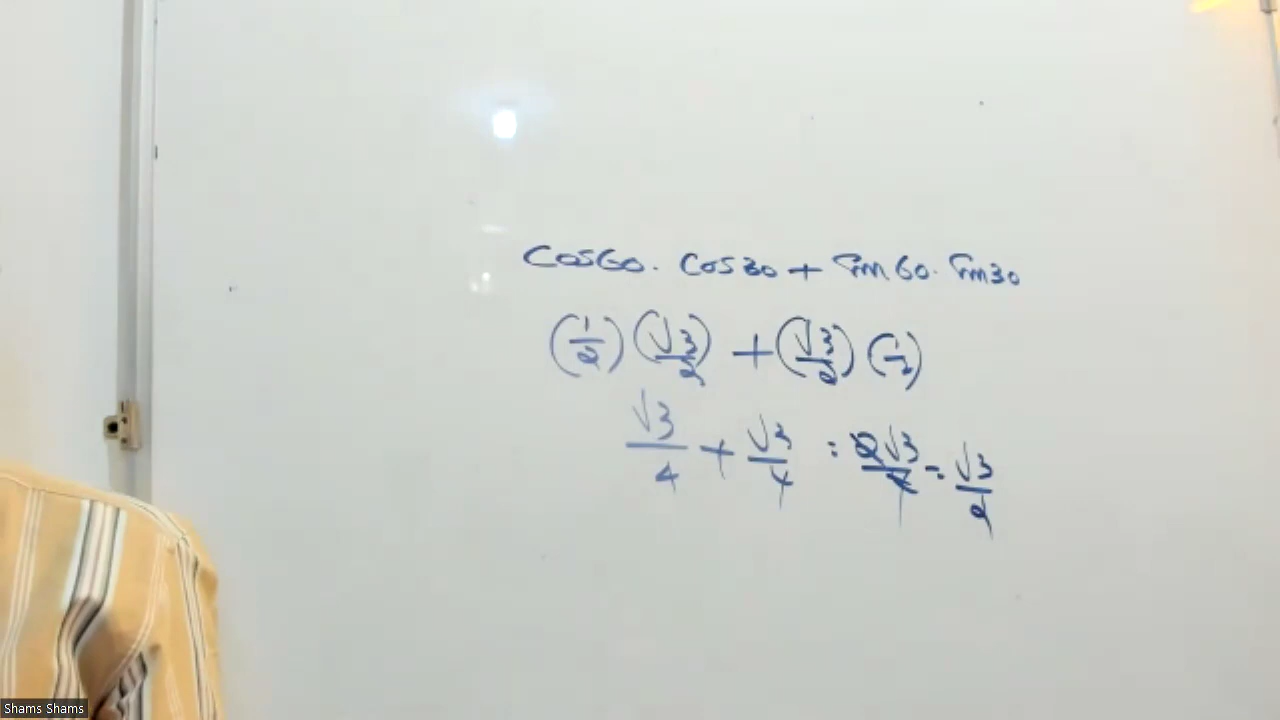 cos60. cos30 + sin60. sin30
(1/2) (√3/2) + (√3/2) (1/2)
√3/4 + √3/4 = 2√3/4 = √3/2
Shams Shams